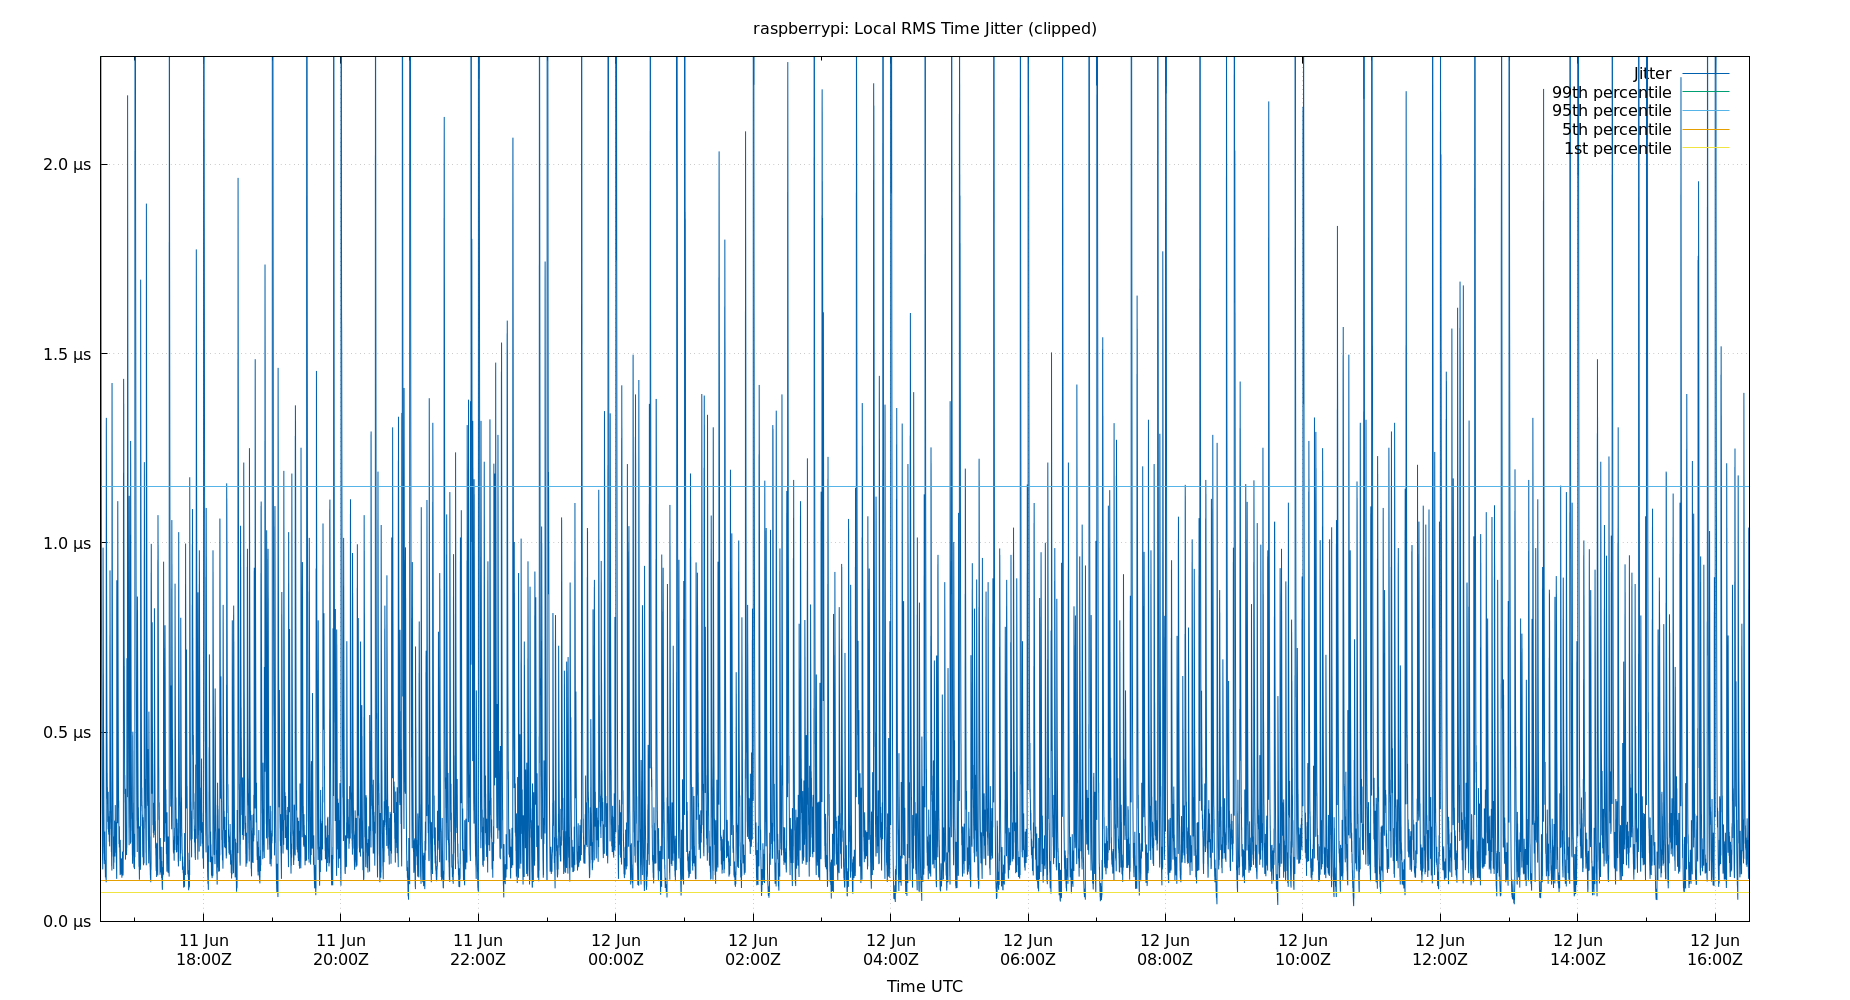 raspberrypi: Local RMS Time Jitter (clipped)
Jitter
99th percentile
95th percentile
5th percentile
1st percentile
2.0 µs
1.5 µs
1.0 µs
0.5 µs
0.0 µs
11 Jun 11 Jun 11 Jun 12 Jun 12 Jun 12 Jun 12 Jun 12 Jun 12 Jun 12 Jun 12 Jun 12 Jun
18:00Z 20:00Z 22:00Z 00:00Z 02:00Z 04:00Z 06:00Z 08:00Z 10:00Z 12:00Z 14:00Z 16:00Z
Time UTC